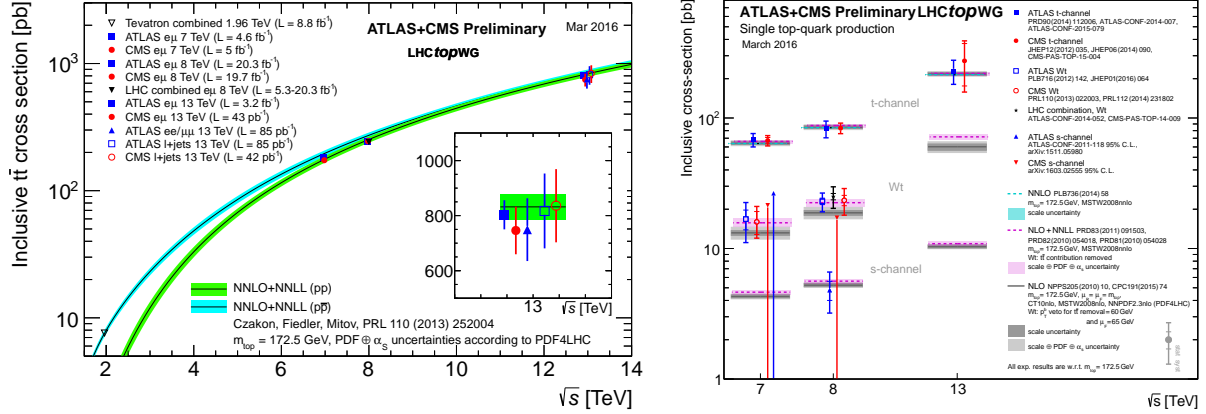 Inclusive tt̄ cross section [pb]
10³
10²
10
Tevatron combined 1.96 TeV (L = 8.8 fb⁻¹)
ATLAS eμ 7 TeV (L = 4.6 fb⁻¹)
CMS eμ 7 TeV (L = 5 fb⁻¹)
ATLAS eμ 8 TeV (L = 20.3 fb⁻¹)
CMS eμ 8 TeV (L = 19.7 fb⁻¹)
LHC combined eμ 8 TeV (L = 5.3-20.3 fb⁻¹)
ATLAS eμ 13 TeV (L = 3.2 fb⁻¹)
CMS eμ 13 TeV (L = 43 pb⁻¹)
ATLAS ee/μμ 13 TeV (L = 85 pb⁻¹)
ATLAS l+jets 13 TeV (L = 85 pb⁻¹)
CMS l+jets 13 TeV (L = 42 pb⁻¹)
ATLAS+CMS Preliminary
Mar 2016
LHCtopWG
1000
800
600
13
√s [TeV]
NNLO+NNLL (pp)
NNLO+NNLL (pp̄)
Czakon, Fiedler, Mitov, PRL 110 (2013) 252004
m_top = 172.5 GeV, PDF ⊕ α_S uncertainties according to PDF4LHC
2 3 4 5 6 7 8 9 10 11 12 13 14
√s [TeV]
Inclusive cross-section [pb]
10²
10
1
ATLAS+CMS Preliminary LHCtopWG
Single top-quark production
March 2016
t-channel
Wt
s-channel
7 8 13
√s [TeV]
ATLAS t-channel
PRD90(2014) 112006, ATLAS-CONF-2014-007,
ATLAS-CONF-2015-079
CMS t-channel
JHEP12(2012) 035, JHEP06(2014) 090,
CMS-PAS-TOP-15-004
ATLAS Wt
PLB716(2012) 142, JHEP01(2016) 064
CMS Wt
PRL110(2013) 022003, PRL112(2014) 231802
LHC combination, Wt
ATLAS-CONF-2014-052, CMS-PAS-TOP-14-009
ATLAS s-channel
ATLAS-CONF-2011-118 95% C.L.,
arXiv:1511.05980
CMS s-channel
arXiv:1603.02555 95% C.L.
NNLO PLB736(2014) 58
m_top = 172.5 GeV, MSTW2008nnlo
scale uncertainty
NLO+NNLL PRD83(2011) 091503,
PRD82(2010) 054018, PRD81(2010) 054028
m_top = 172.5 GeV, MSTW2008nnlo
Wt: tt̄ contribution removed
scale ⊕ PDF ⊕ α_S uncertainty
NLO NPPS205(2010) 10, CPC191(2015) 74
CT10nlo, MSTW2008nlo, NNPDF2.3nlo (PDF4LHC)
scale uncertainty
scale ⊕ PDF ⊕ α_S uncertainty
stat syst
All exp. results are w.r.t. m_top = 172.5 GeV